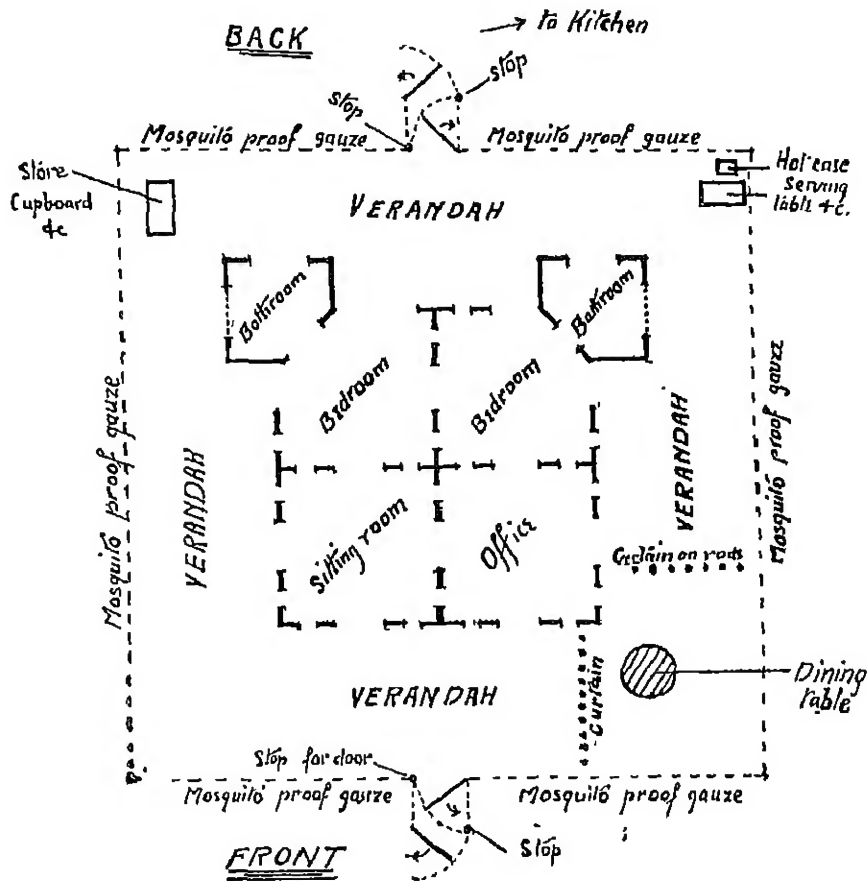 BACK
→ to Kitchen
stop
stop
Mosquito proof gauze
Mosquito proof gauze
Store
Cupboard
&c
Hot case
Serving
table &c.
VERANDAH
Bathroom
Bathroom
Bedroom
Bedroom
Mosquito proof gauze
VERANDAH
VERANDAH
Mosquito proof gauze
Sitting room
Office
Curtain on rods
Curtain
Dining
table
VERANDAH
Stop for door
Mosquito proof gauze
Mosquito proof gauze
Stop
FRONT